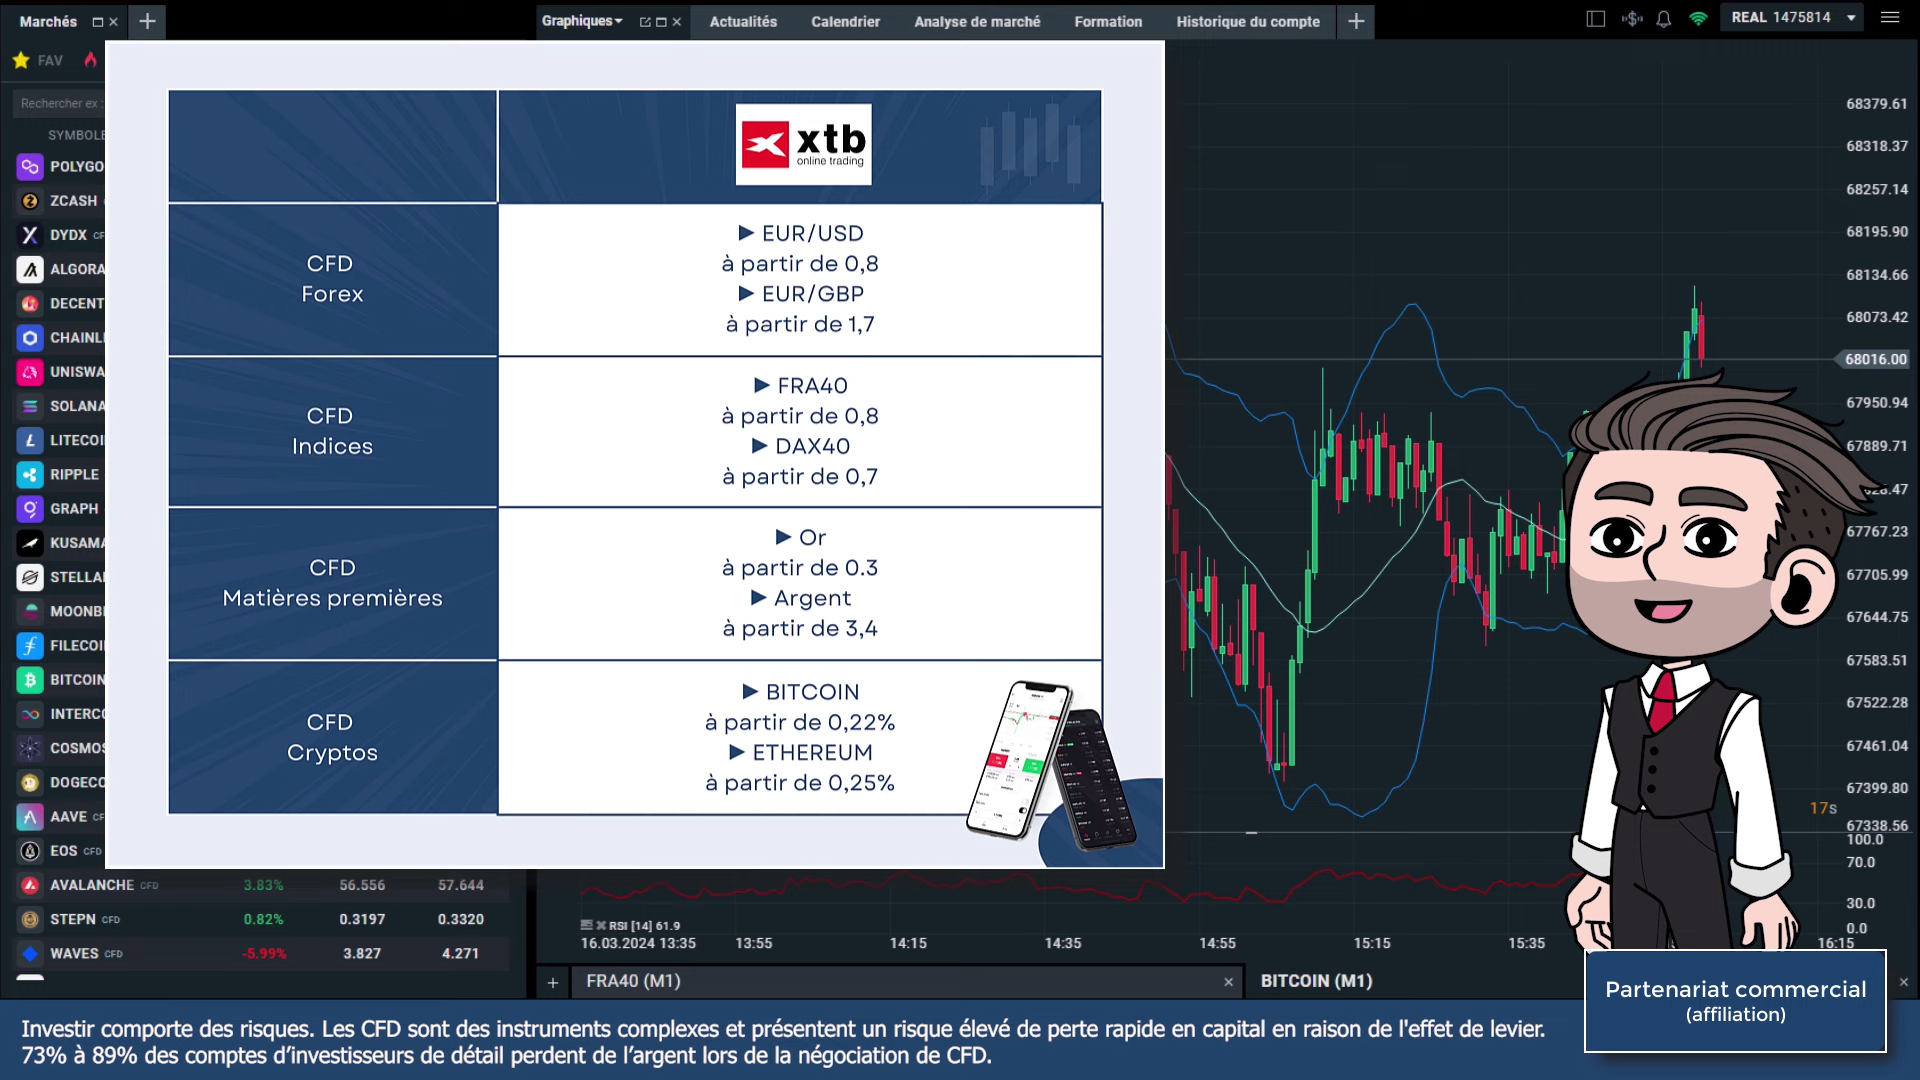 Marchés
Graphiques
Actualités
Calendrier
Analyse de marché
Formation
Historique du compte
REAL 1475814
FAV
Rechercher ex :
SYMBOLE
POLYGO
ZCASH
DYDX CF
ALGORA
DECENT
CHAINLI
UNISWA
SOLANA
LITECOI
RIPPLE
GRAPH
KUSAMA
STELLAI
MOONBI
FILECOI
BITCOIN
INTERCO
COSMOS
DOGECO
AAVE CF
EOS CFD
AVALANCHE CFD 3.83% 56.556 57.644
STEPN CFD 0.82% 0.3197 0.3320
WAVES CFD -5.99% 3.827 4.271
xtb
online trading
CFD
Forex
► EUR/USD
à partir de 0,8
► EUR/GBP
à partir de 1,7
CFD
Indices
► FRA40
à partir de 0,8
► DAX40
à partir de 0,7
CFD
Matières premières
► Or
à partir de 0.3
► Argent
à partir de 3,4
CFD
Cryptos
► BITCOIN
à partir de 0,22%
► ETHEREUM
à partir de 0,25%
68379.61
68318.37
68257.14
68195.90
68134.66
68073.42
68016.00
67950.94
67889.71
28.47
67767.23
67705.99
67644.75
67583.51
67522.28
67461.04
67399.80
17s
67338.56
100.0
70.0
30.0
0.0
RSI [14] 61.9
16.03.2024 13:35 13:55 14:15 14:35 14:55 15:15 15:35 16:15
FRA40 (M1)
BITCOIN (M1)
Partenariat commercial
(affiliation)
Investir comporte des risques. Les CFD sont des instruments complexes et présentent un risque élevé de perte rapide en capital en raison de l'effet de levier.
73% à 89% des comptes d’investisseurs de détail perdent de l’argent lors de la négociation de CFD.